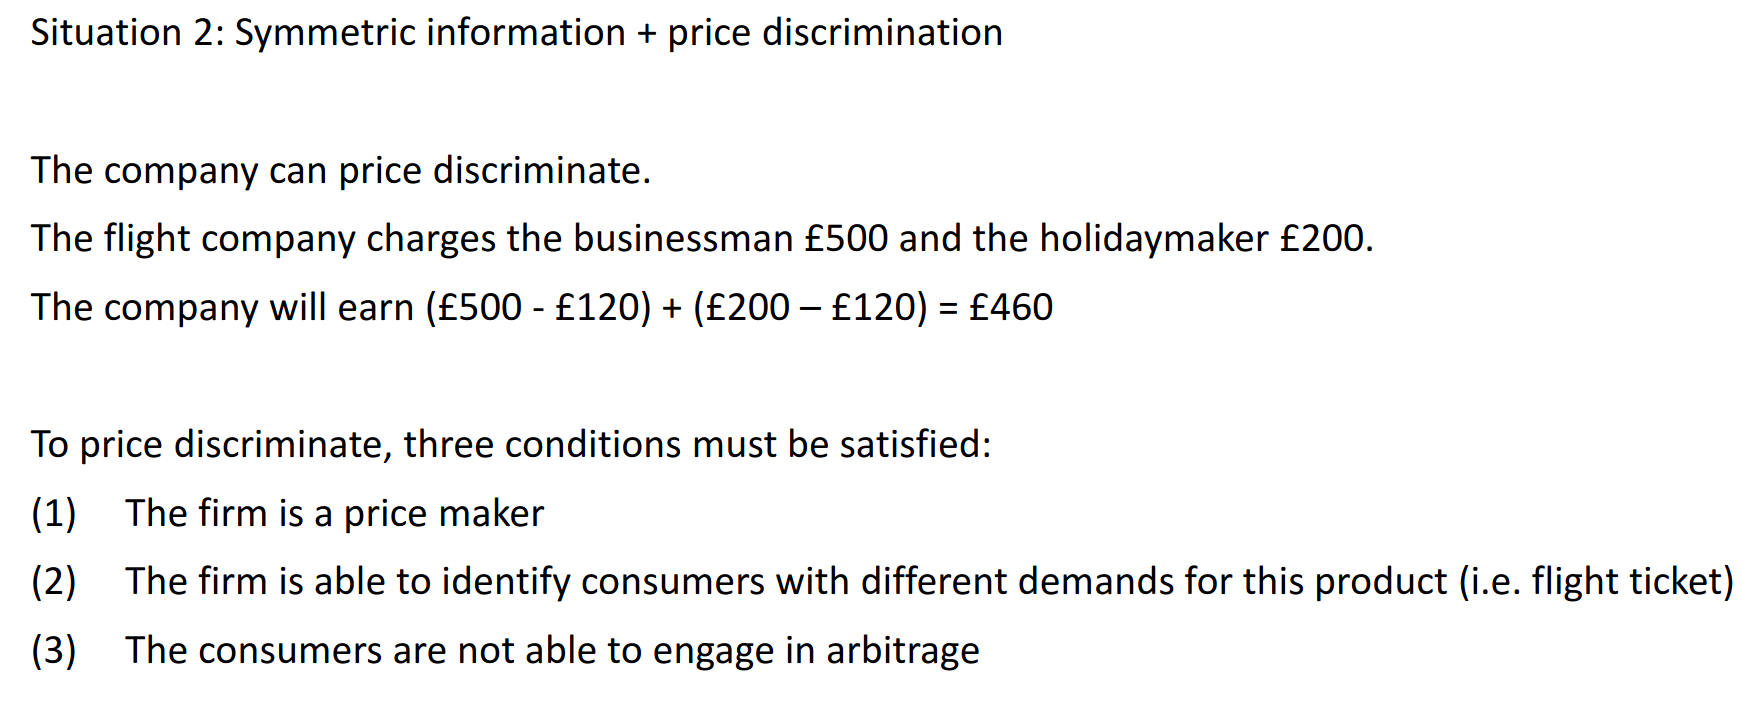 Situation 2: Symmetric information + price discrimination
The company can price discriminate.
The flight company charges the businessman £500 and the holidaymaker £200.
The company will earn (£500 - £120) + (£200 – £120) = £460
To price discriminate, three conditions must be satisfied:
(1) The firm is a price maker
(2) The firm is able to identify consumers with different demands for this product (i.e. flight ticket)
(3) The consumers are not able to engage in arbitrage